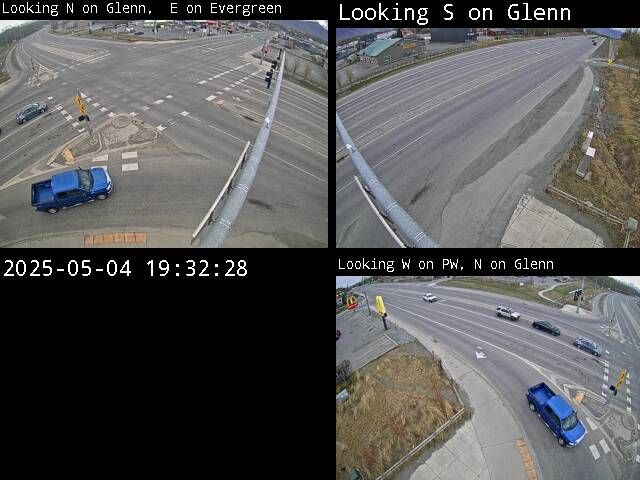 Looking N on Glenn,  E on Evergreen
Looking S on Glenn
2025-05-04 19:32:28
Looking W on PW, N on Glenn